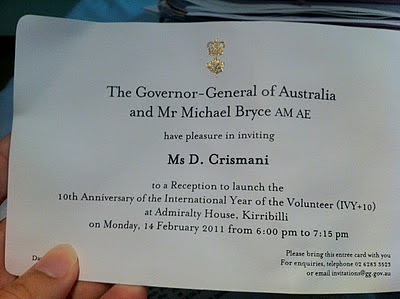 The Governor-General of Australia
and Mr Michael Bryce AM AE
have pleasure in inviting
Ms D. Crismani
to a Reception to launch the
10th Anniversary of the International Year of the Volunteer (IVY+10)
at Admiralty House, Kirribilli
on Monday, 14 February 2011 from 6:00 pm to 7:15 pm
Please bring this entree card with you
For enquiries, telephone 02 6283 3523
or email invitations@gg.gov.au